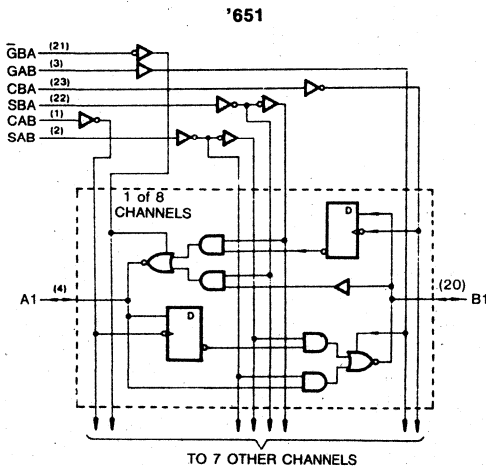 '651
G̅BA (21)
GAB (3)
CBA (23)
SBA (22)
CAB (1)
SAB (2)
1 of 8
CHANNELS
D
A1 (4)
(20) B1
D
TO 7 OTHER CHANNELS